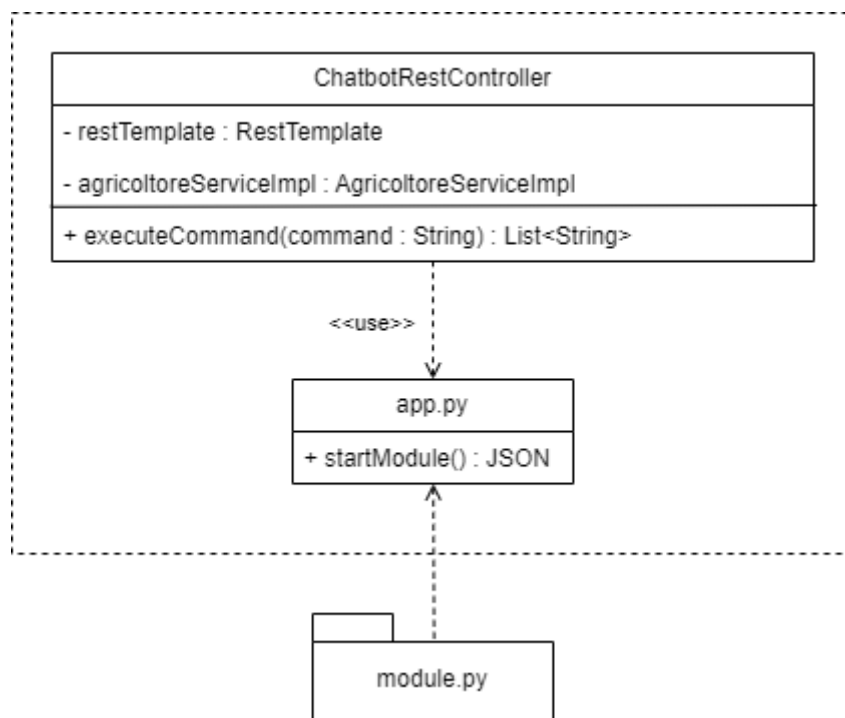 ChatbotRestController
- restTemplate : RestTemplate
- agricoltoreServiceImpl : AgricoltoreServiceImpl
+ executeCommand(command : String) : List<String>
<<use>>
app.py
+ startModule() : JSON
module.py